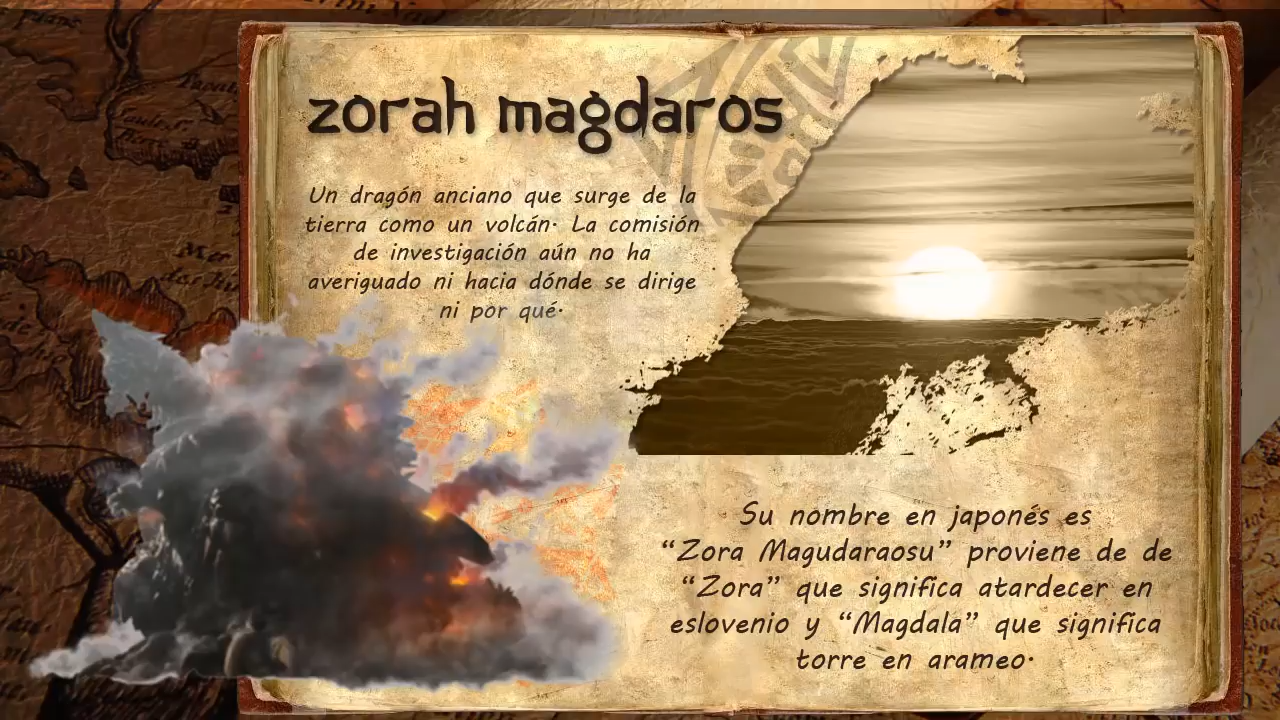 zorah magdaros
Un dragón anciano que surge de la
tierra como un volcán. La comisión
de investigación aún no ha
averiguado ni hacia dónde se dirige
ni por qué.
Su nombre en japonés es
“Zora Magudaraosu” proviene de de
“Zora” que significa atardecer en
eslovenio y “Magdala” que significa
torre en arameo.
Mer